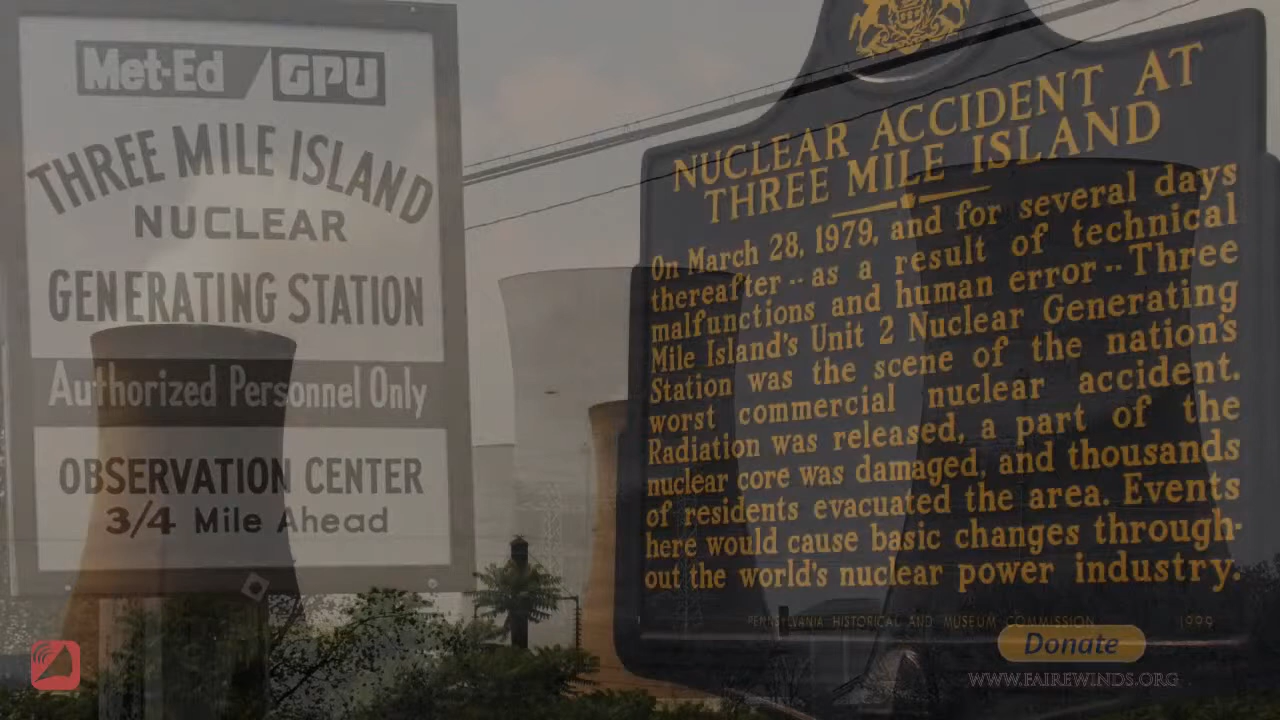 Met-Ed GPU
THREE MILE ISLAND
NUCLEAR
GENERATING STATION
Authorized Personnel Only
OBSERVATION CENTER
3/4 Mile Ahead
NUCLEAR ACCIDENT AT
THREE MILE ISLAND
On March 28, 1979, and for several days
thereafter -- as a result of technical
malfunctions and human error -- Three
Mile Island's Unit 2 Nuclear Generating
Station was the scene of the nation's
worst commercial nuclear accident.
Radiation was released, a part of the
nuclear core was damaged, and thousands
of residents evacuated the area. Events
here would cause basic changes through-
out the world's nuclear power industry.
PENNSYLVANIA HISTORICAL AND MUSEUM COMMISSION 1999
Donate
WWW.FAIREWINDS.ORG